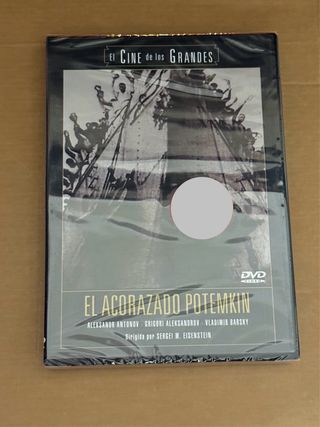 El CINE de los GRANDES
DVD
VIDEO
EL ACORAZADO POTEMKIN
ALEKSANDR ANTONOV · GRIGORI ALEKSANDROV · VLADIMIR BARSKY
Dirigida por SERGEI M. EISENSTEIN